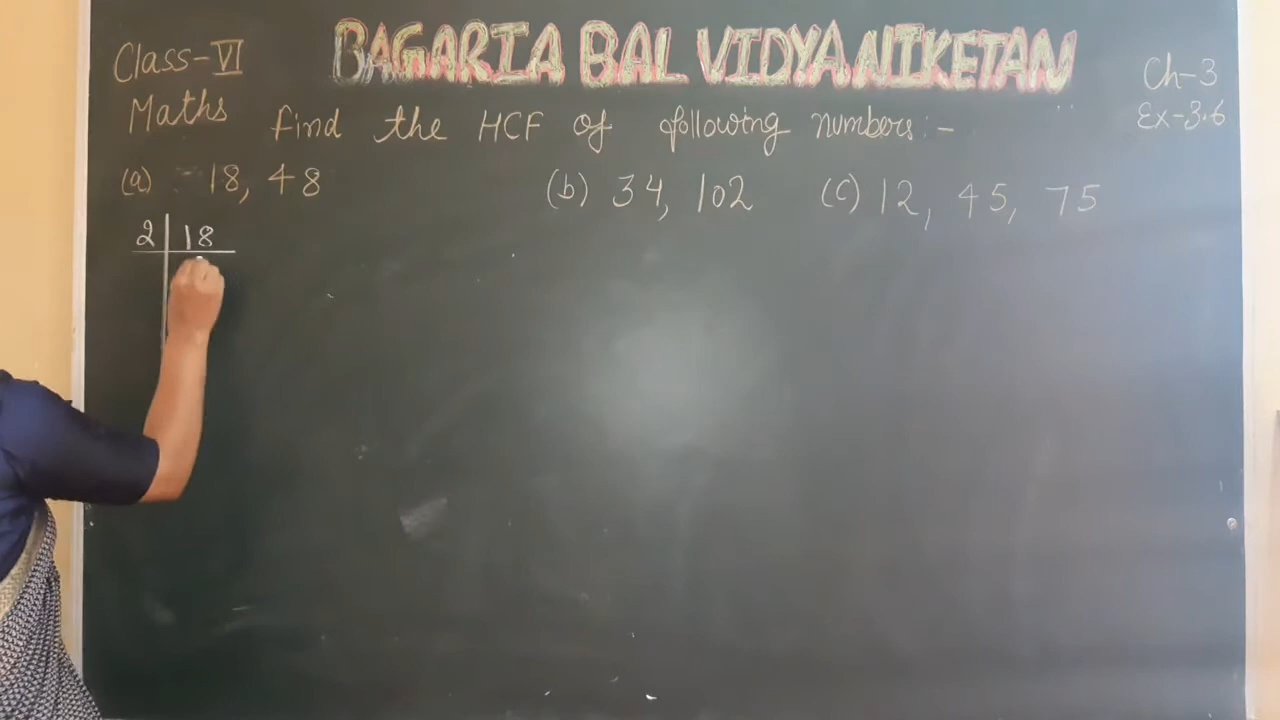 BAGARIA BAL VIDYA NIKETAN
Class-VI
Maths
Ch-3
Ex-3.6
find the HCF of following numbers:-
(a) 18, 48
(b) 34, 102
(c) 12, 45, 75
2 | 18